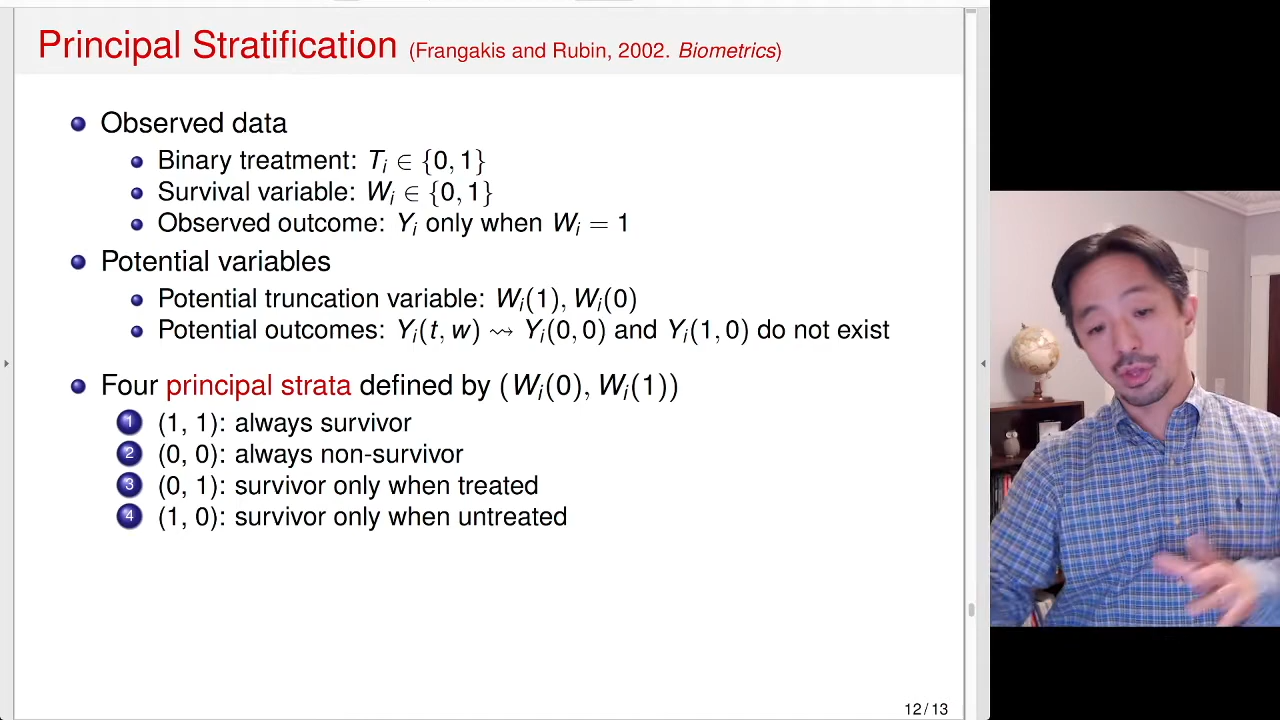 Principal Stratification (Frangakis and Rubin, 2002. Biometrics)
Observed data
Binary treatment: Tᵢ ∈ {0, 1}
Survival variable: Wᵢ ∈ {0, 1}
Observed outcome: Yᵢ only when Wᵢ = 1
Potential variables
Potential truncation variable: Wᵢ(1), Wᵢ(0)
Potential outcomes: Yᵢ(t, w) ⇝ Yᵢ(0, 0) and Yᵢ(1, 0) do not exist
Four principal strata defined by (Wᵢ(0), Wᵢ(1))
1 (1, 1): always survivor
2 (0, 0): always non-survivor
3 (0, 1): survivor only when treated
4 (1, 0): survivor only when untreated
12 / 13